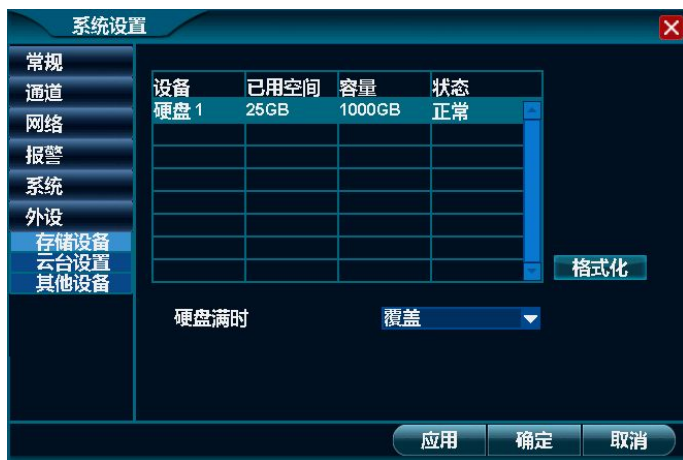 系统设置
常规
通道
网络
报警
系统
外设
存储设备
云台设置
其他设备
设备 已用空间 容量 状态
硬盘1 25GB 1000GB 正常
格式化
硬盘满时 覆盖
应用 确定 取消